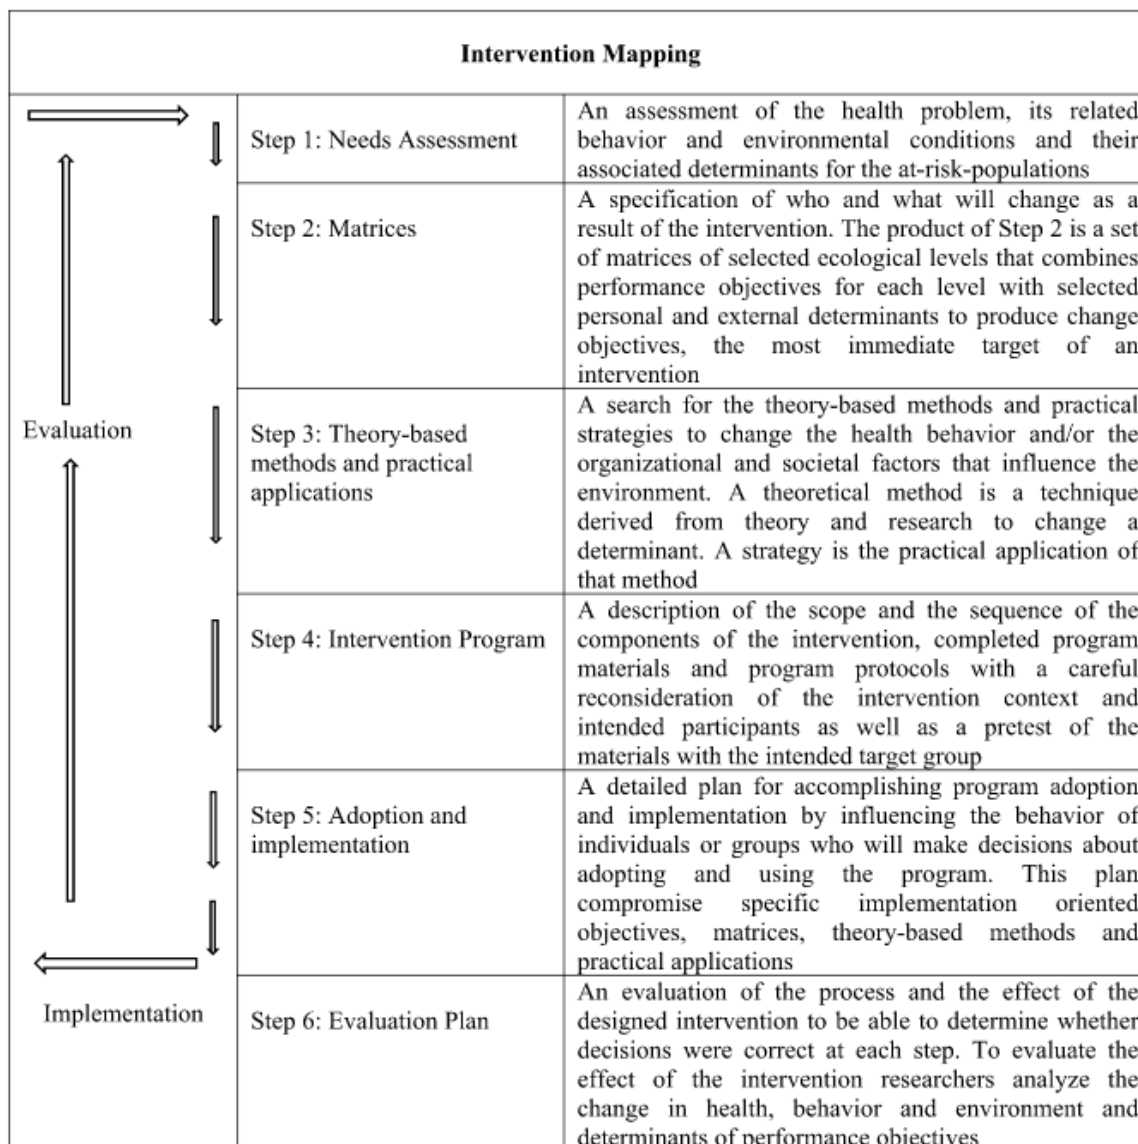 Intervention Mapping
Step 1: Needs Assessment
An assessment of the health problem, its related
behavior and environmental conditions and their
associated determinants for the at-risk-populations
Step 2: Matrices
A specification of who and what will change as a
result of the intervention. The product of Step 2 is a set
of matrices of selected ecological levels that combines
performance objectives for each level with selected
personal and external determinants to produce change
objectives, the most immediate target of an
intervention
Evaluation
Step 3: Theory-based
methods and practical
applications
A search for the theory-based methods and practical
strategies to change the health behavior and/or the
organizational and societal factors that influence the
environment. A theoretical method is a technique
derived from theory and research to change a
determinant. A strategy is the practical application of
that method
Step 4: Intervention Program
A description of the scope and the sequence of the
components of the intervention, completed program
materials and program protocols with a careful
reconsideration of the intervention context and
intended participants as well as a pretest of the
materials with the intended target group
Step 5: Adoption and
implementation
A detailed plan for accomplishing program adoption
and implementation by influencing the behavior of
individuals or groups who will make decisions about
adopting and using the program. This plan
compromise specific implementation oriented
objectives, matrices, theory-based methods and
practical applications
Implementation
Step 6: Evaluation Plan
An evaluation of the process and the effect of the
designed intervention to be able to determine whether
decisions were correct at each step. To evaluate the
effect of the intervention researchers analyze the
change in health, behavior and environment and
determinants of performance objectives